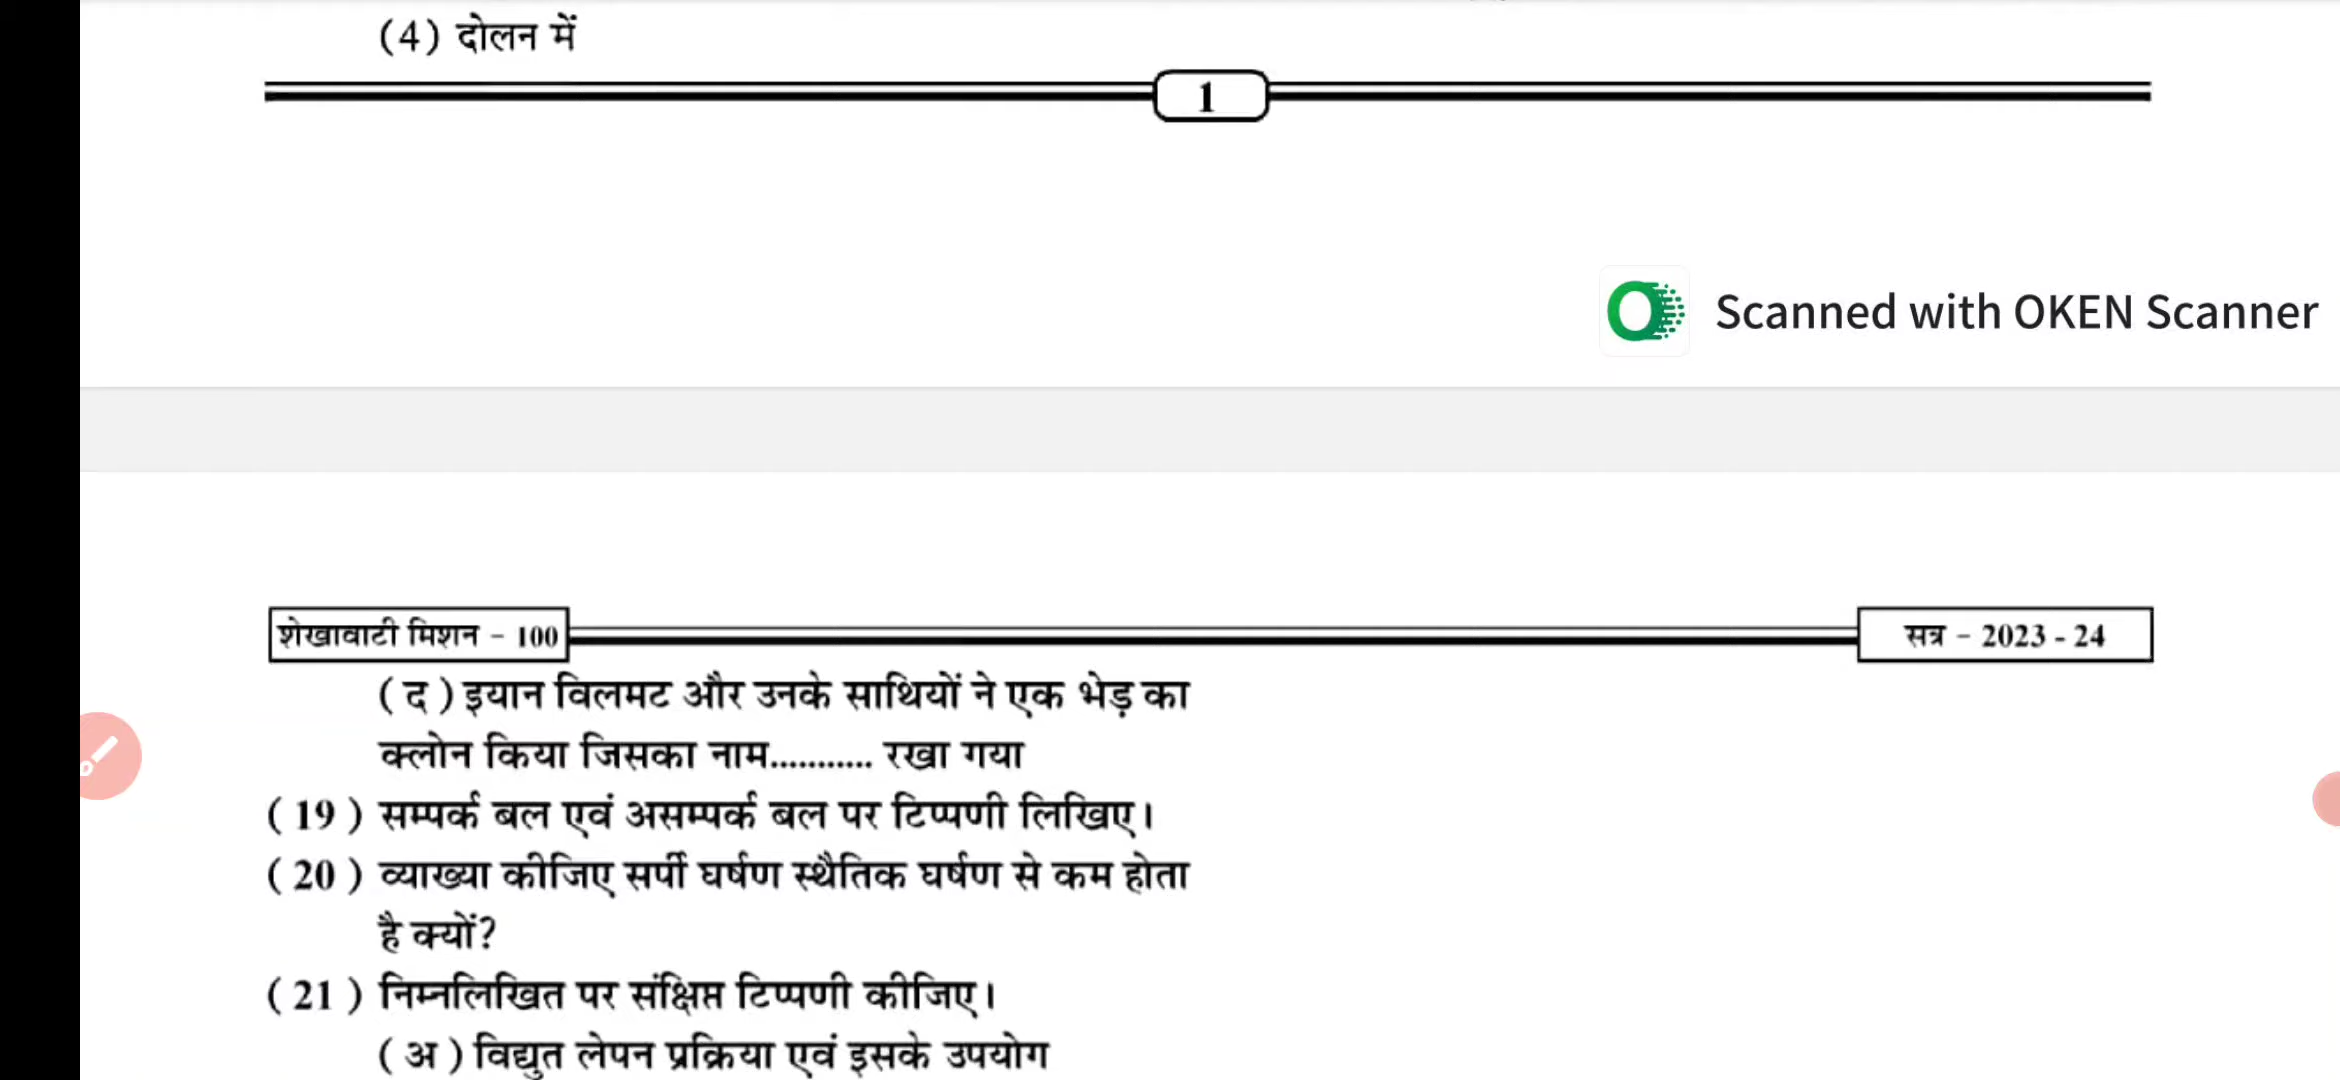 (4) दोलन में
1
Scanned with OKEN Scanner
शेखावाटी मिशन - 100
सत्र - 2023 - 24
( द ) इयान विलमट और उनके साथियों ने एक भेड़ का
क्लोन किया जिसका नाम............ रखा गया
( 19 ) सम्पर्क बल एवं असम्पर्क बल पर टिप्पणी लिखिए।
( 20 ) व्याख्या कीजिए सर्पी घर्षण स्थैतिक घर्षण से कम होता
है क्यों?
( 21 ) निम्नलिखित पर संक्षिप्त टिप्पणी कीजिए।
( अ ) विद्युत लेपन प्रक्रिया एवं इसके उपयोग